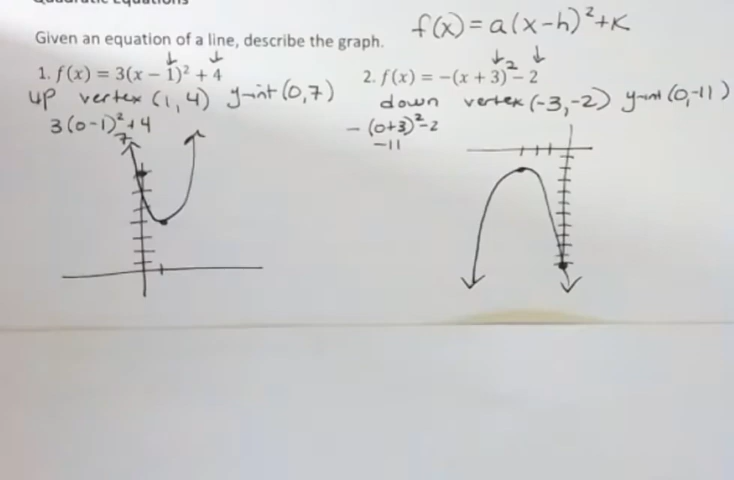 Quadratic Equations
Given an equation of a line, describe the graph.
f(x) = a(x-h)²+K
1. f(x) = 3(x − 1)² + 4
up vertex (1,4) y-int (0,7)
3(0-1)²+4
7
2. f(x) = −(x + 3)² − 2
down vertex (-3,-2) y-int (0,-11)
-(0+3)²-2
-11